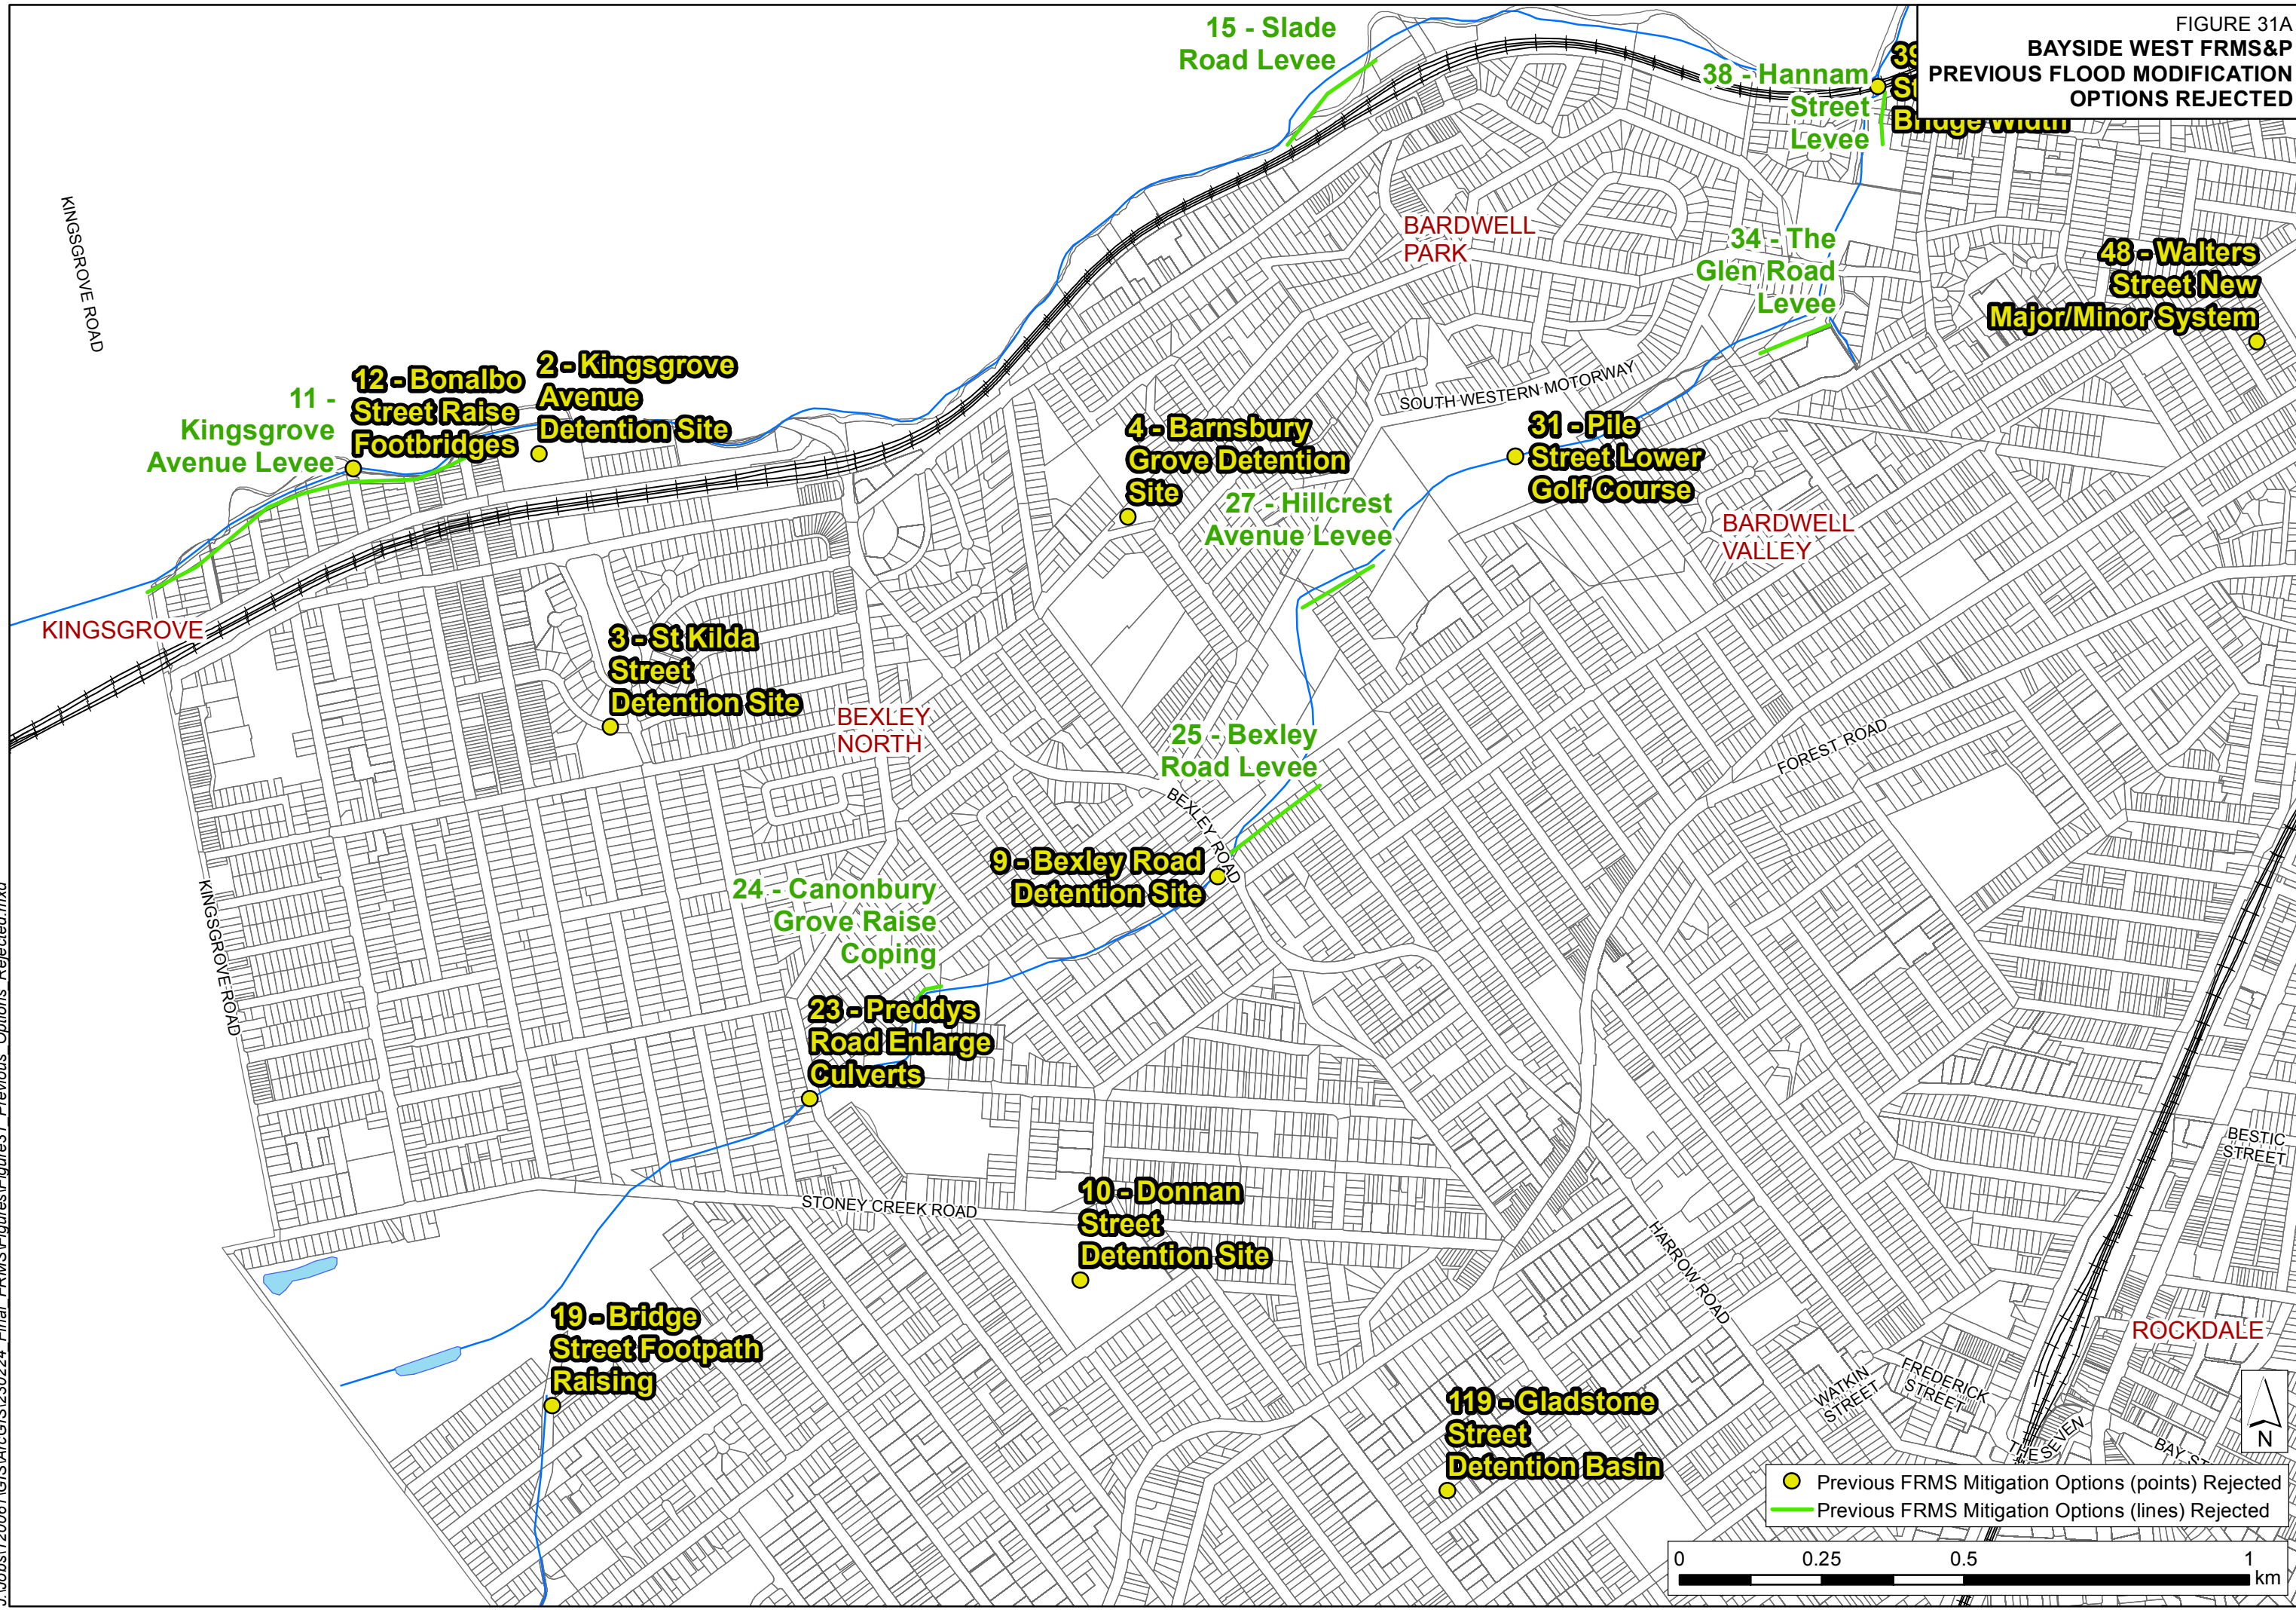 FIGURE 31A
BAYSIDE WEST FRMS&P
PREVIOUS FLOOD MODIFICATION
OPTIONS REJECTED
15 - Slade
Road Levee
38 - Hannam
Street
Levee
39
St
Bridge Width
KINGSGROVE ROAD
BARDWELL
PARK
34 - The
Glen Road
Levee
48 - Walters
Street New
Major/Minor System
11 -
Kingsgrove
Avenue Levee
12 - Bonalbo
Street Raise
Footbridges
2 - Kingsgrove
Avenue
Detention Site
SOUTH WESTERN MOTORWAY
4 - Barnsbury
Grove Detention
Site
31 - Pile
Street Lower
Golf Course
27 - Hillcrest
Avenue Levee
BARDWELL
VALLEY
KINGSGROVE
3 - St Kilda
Street
Detention Site
BEXLEY
NORTH
25 - Bexley
Road Levee
FOREST ROAD
BEXLEY ROAD
9 - Bexley Road
Detention Site
24 - Canonbury
Grove Raise
Coping
KINGSGROVE ROAD
23 - Preddys
Road Enlarge
Culverts
BESTIC
STREET
STONEY CREEK ROAD
10 - Donnan
Street
Detention Site
HARROW ROAD
19 - Bridge
Street Footpath
Raising
ROCKDALE
WATKIN
STREET
FREDERICK
STREET
119 - Gladstone
Street
Detention Basin
THE SEVEN
BAY ST
N
Previous FRMS Mitigation Options (points) Rejected
Previous FRMS Mitigation Options (lines) Rejected
0 0.25 0.5 1
km